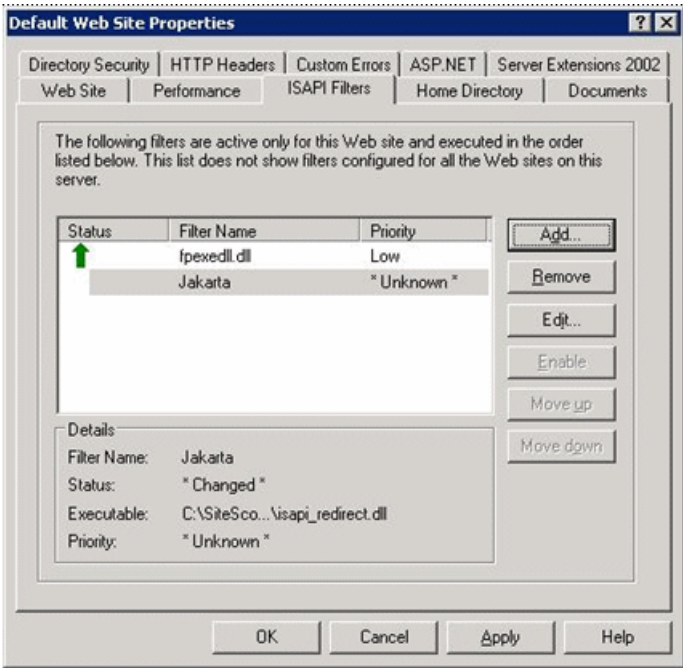 Default Web Site Properties
Directory Security HTTP Headers Custom Errors ASP.NET Server Extensions 2002
Web Site Performance ISAPI Filters Home Directory Documents
The following filters are active only for this Web site and executed in the order
listed below. This list does not show filters configured for all the Web sites on this
server.
Status Filter Name Priority
fpexedll.dll Low
Jakarta * Unknown *
Add...
Remove
Edit...
Enable
Move up
Move down
Details
Filter Name: Jakarta
Status: * Changed *
Executable: C:\SiteSco...\isapi_redirect.dll
Priority: * Unknown *
OK Cancel Apply Help